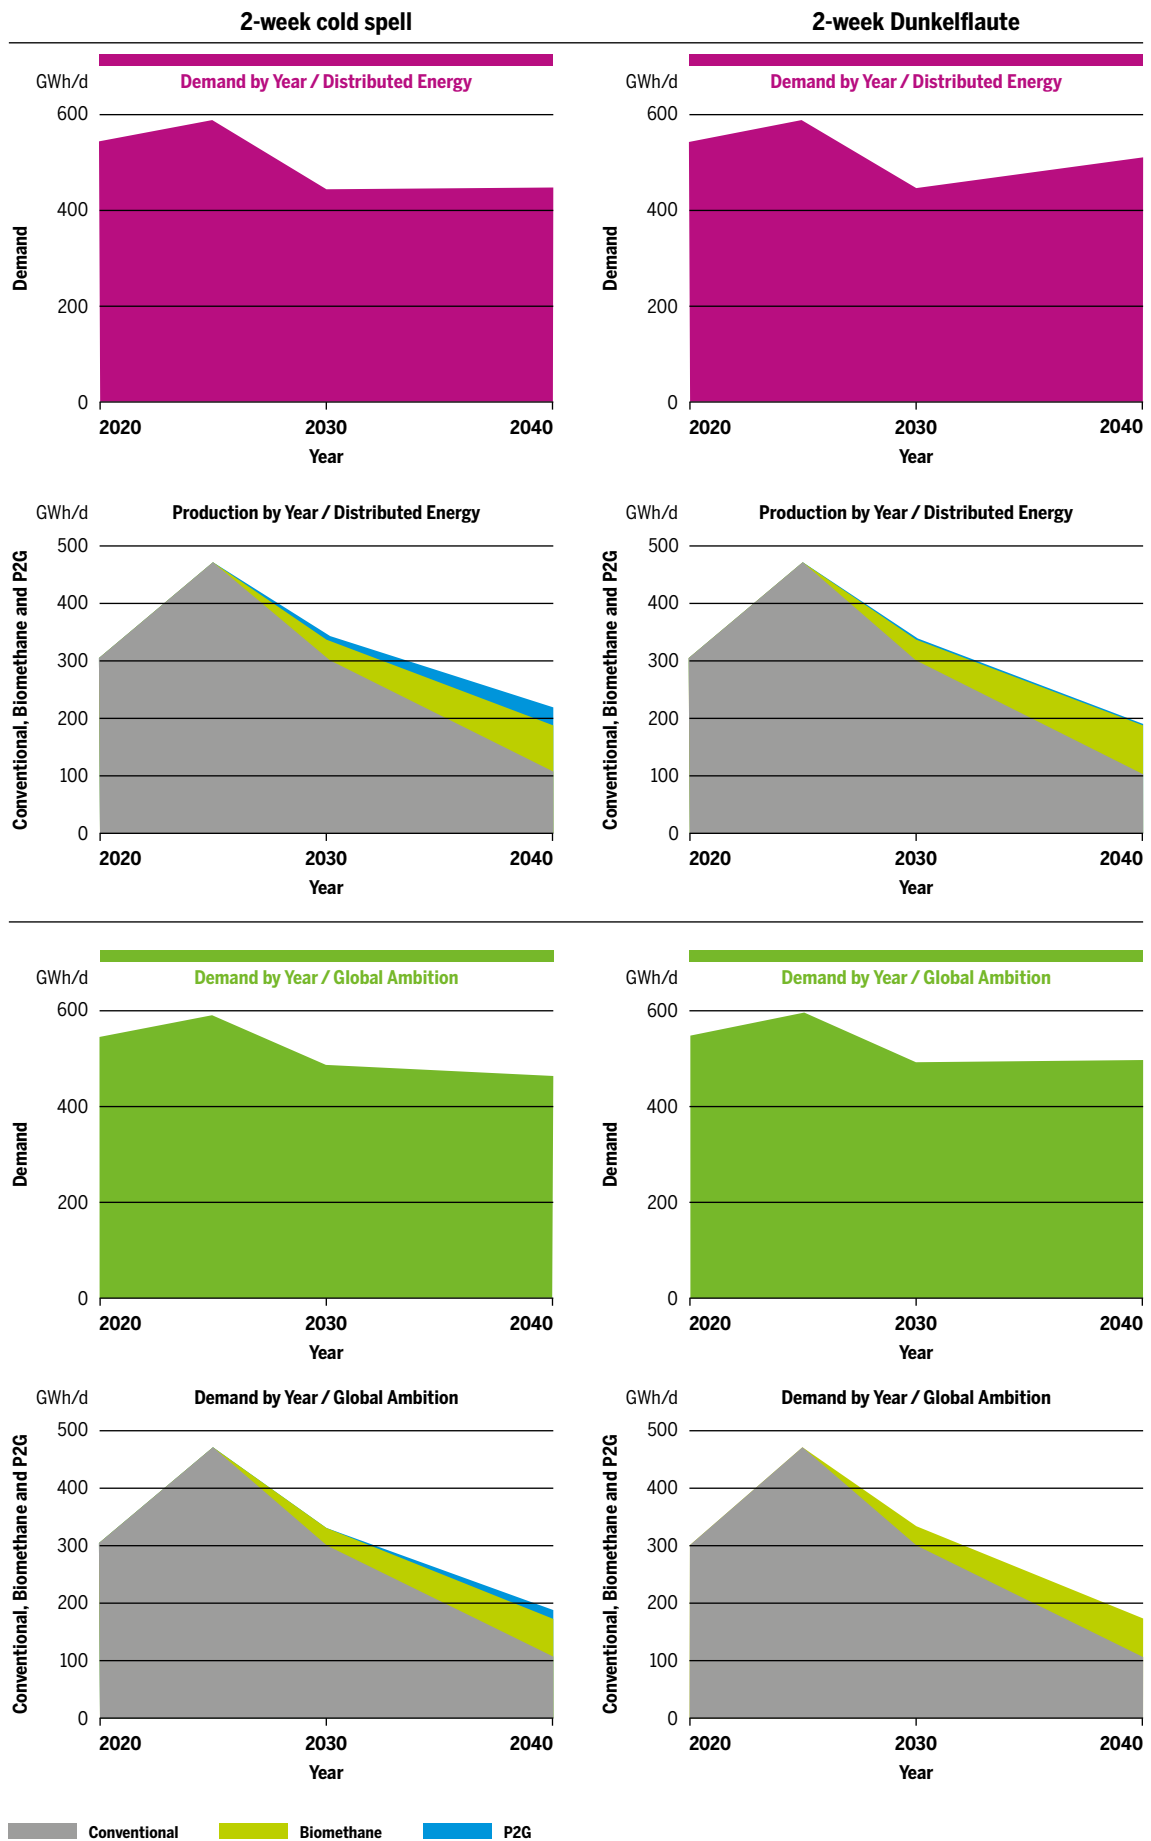 2-week cold spell
2-week Dunkelflaute
GWh/d
Demand by Year / Distributed Energy
600
400
200
0
Demand
2020
2030
2040
Year
GWh/d
Demand by Year / Distributed Energy
600
400
200
0
Demand
2020
2030
2040
Year
GWh/d
Production by Year / Distributed Energy
500
400
300
200
100
0
Conventional, Biomethane and P2G
2020
2030
2040
Year
GWh/d
Production by Year / Distributed Energy
500
400
300
200
100
0
Conventional, Biomethane and P2G
2020
2030
2040
Year
GWh/d
Demand by Year / Global Ambition
600
400
200
0
Demand
2020
2030
2040
Year
GWh/d
Demand by Year / Global Ambition
600
400
200
0
Demand
2020
2030
2040
Year
GWh/d
Demand by Year / Global Ambition
500
400
300
200
100
0
Conventional, Biomethane and P2G
2020
2030
2040
Year
GWh/d
Demand by Year / Global Ambition
500
400
300
200
100
0
Conventional, Biomethane and P2G
2020
2030
2040
Year
Conventional
Biomethane
P2G